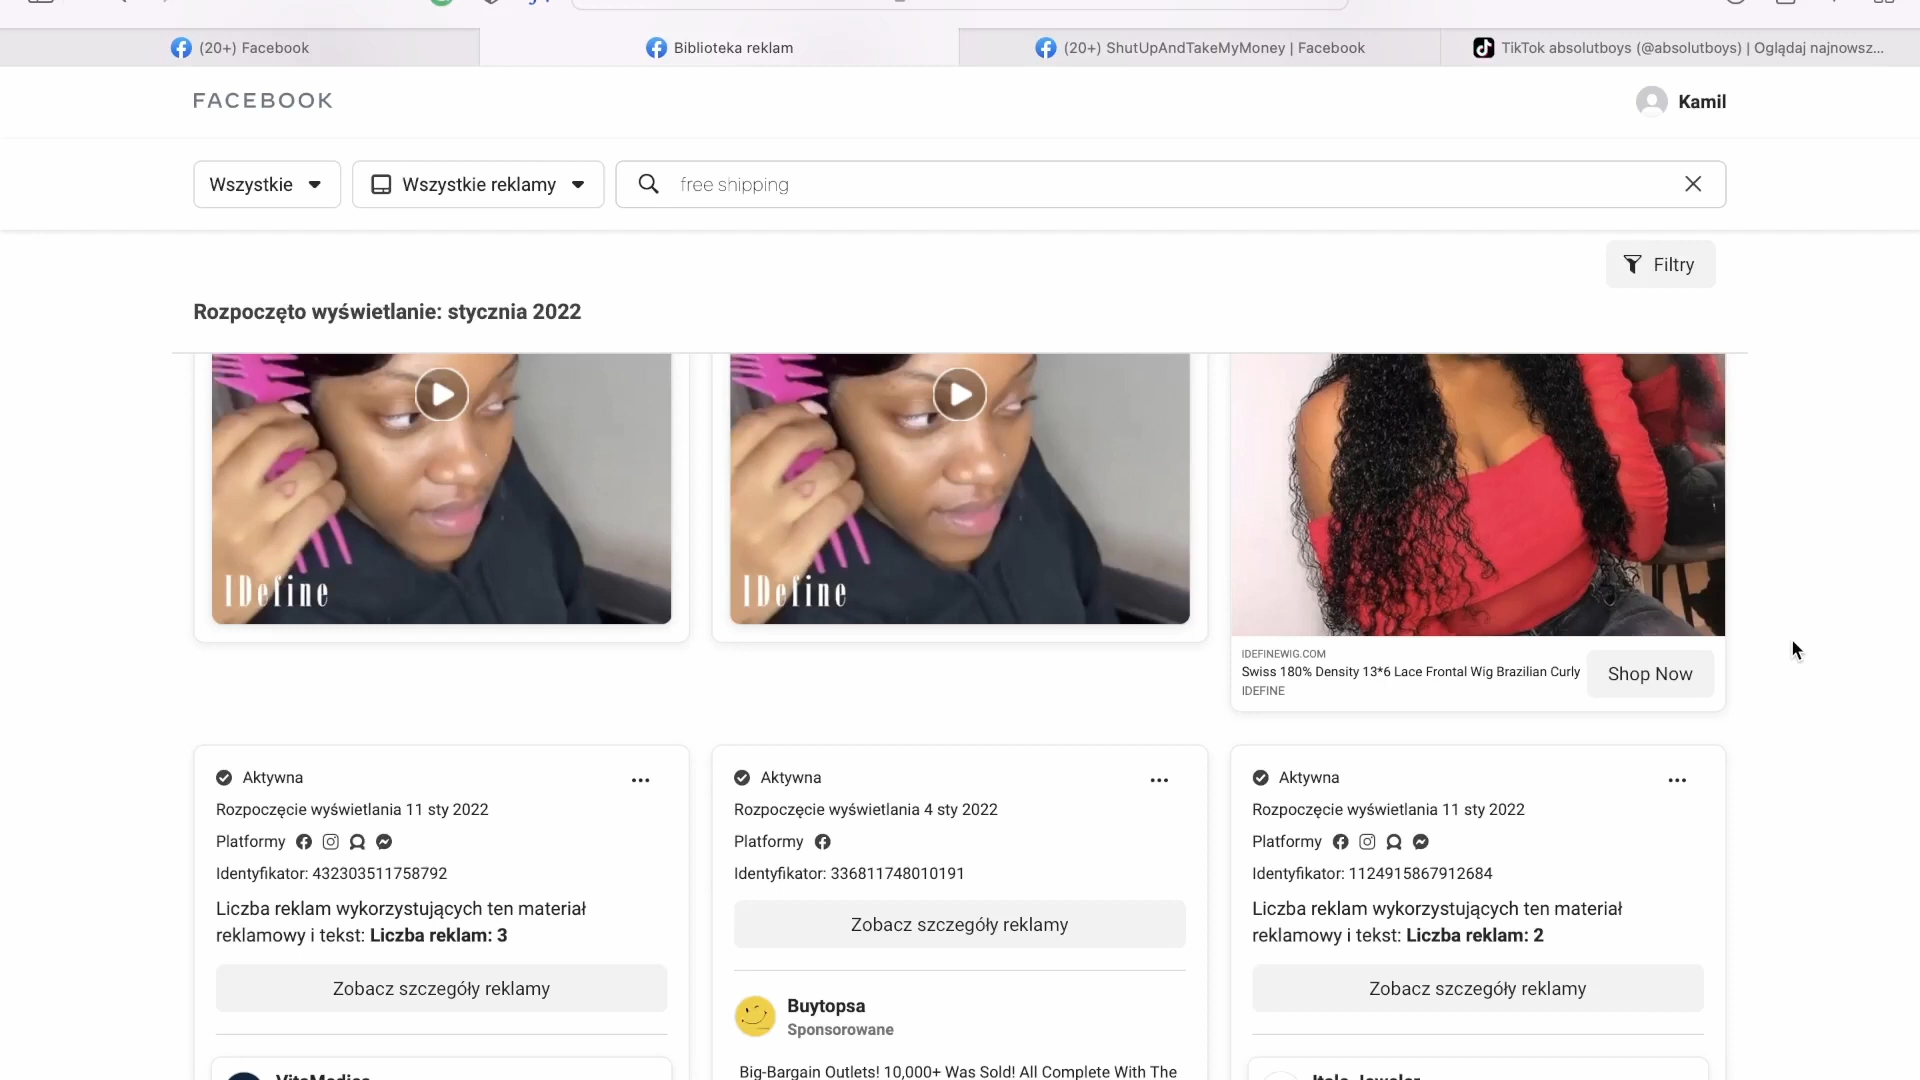 (20+) Facebook
Biblioteka reklam
(20+) ShutUpAndTakeMyMoney | Facebook
TikTok absolutboys (@absolutboys) | Oglądaj najnowsz...
FACEBOOK
Kamil
Wszystkie
Wszystkie reklamy
free shipping
Filtry
Rozpoczęto wyświetlanie: stycznia 2022
IDefine
IDefine
IDEFINEWIG.COM
Swiss 180% Density 13*6 Lace Frontal Wig Brazilian Curly
IDEFINE
Shop Now
Aktywna
Rozpoczęcie wyświetlania 11 sty 2022
Platformy
Identyfikator: 432303511758792
Liczba reklam wykorzystujących ten materiał
reklamowy i tekst: Liczba reklam: 3
Zobacz szczegóły reklamy
Aktywna
Rozpoczęcie wyświetlania 4 sty 2022
Platformy
Identyfikator: 336811748010191
Zobacz szczegóły reklamy
Buytopsa
Sponsorowane
Big-Bargain Outlets! 10,000+ Was Sold! All Complete With The
Aktywna
Rozpoczęcie wyświetlania 11 sty 2022
Platformy
Identyfikator: 1124915867912684
Liczba reklam wykorzystujących ten materiał
reklamowy i tekst: Liczba reklam: 2
Zobacz szczegóły reklamy